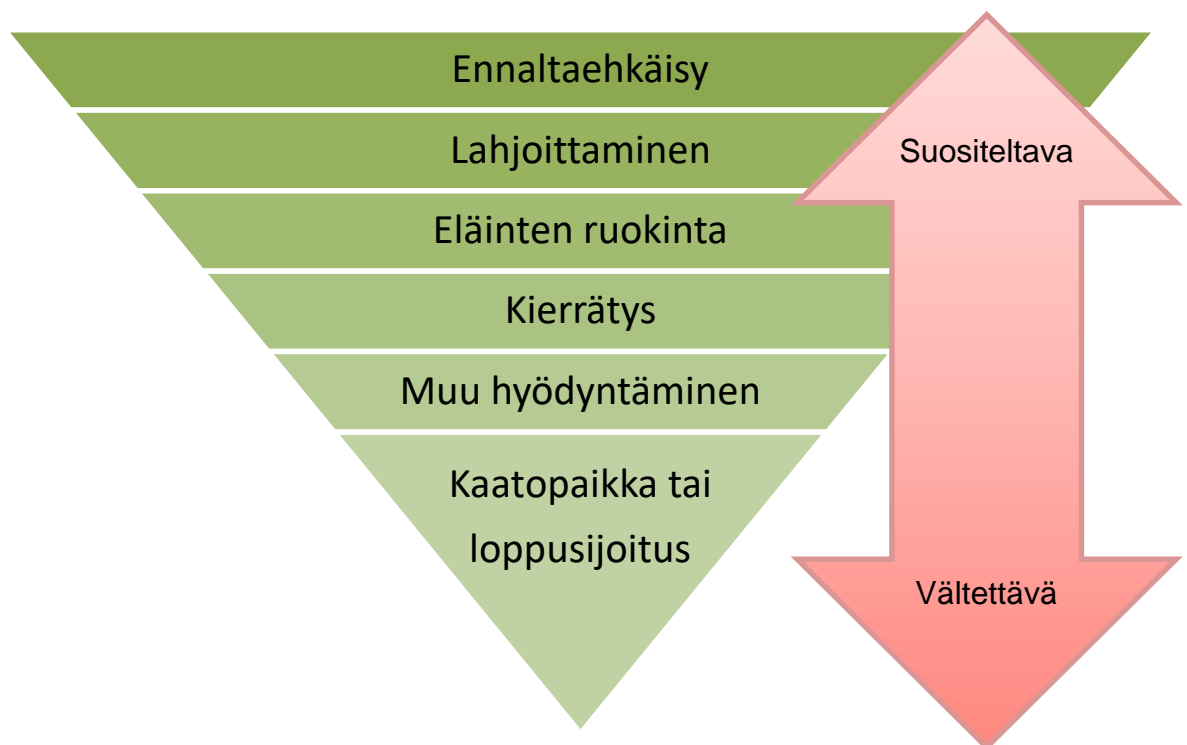 Ennaltaehkäisy
Lahjoittaminen
Suositeltava
Eläinten ruokinta
Kierrätys
Muu hyödyntäminen
Kaatopaikka tai
loppusijoitus
Vältettävä